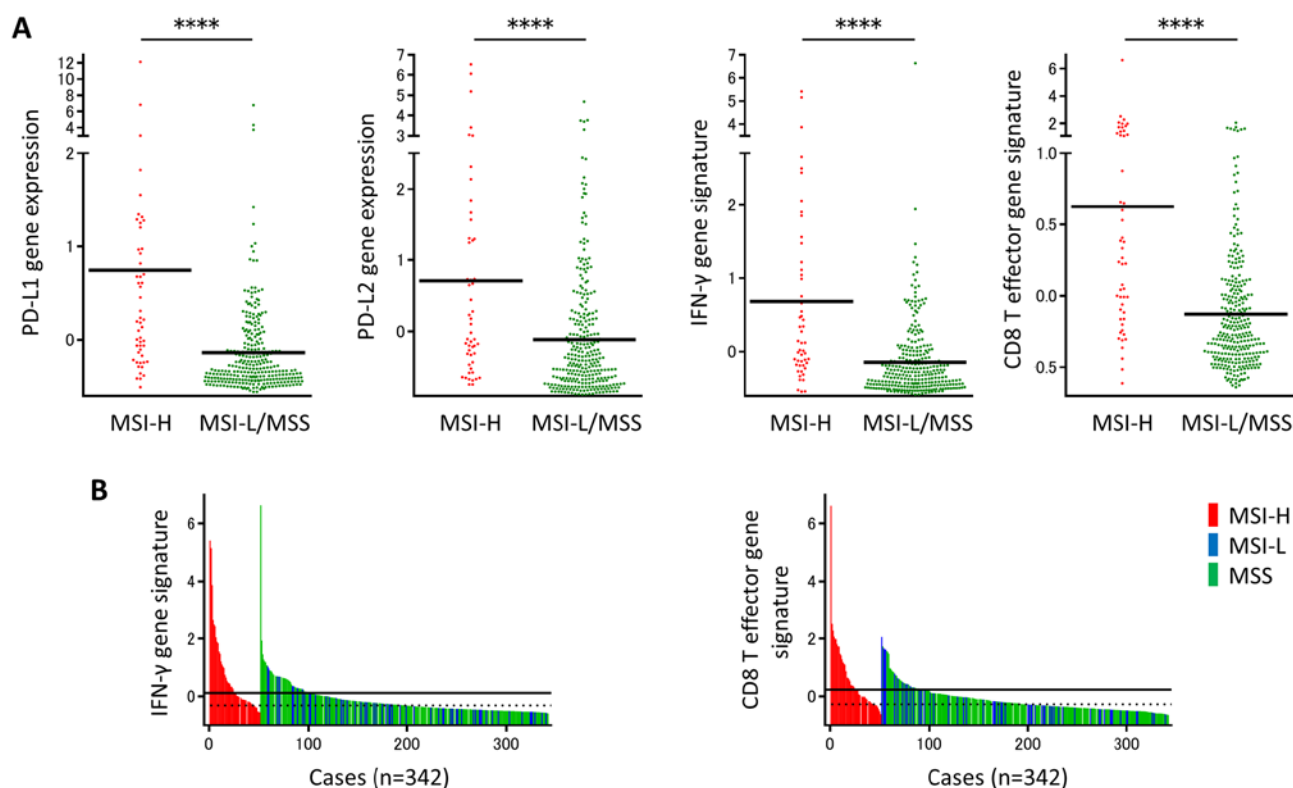 A
****
****
****
****
PD-L1 gene expression
12
10
8
6
4
2
1
0
MSI-H MSI-L/MSS
PD-L2 gene expression
7
6
5
4
3
2
1
0
MSI-H MSI-L/MSS
IFN-γ gene signature
7
6
5
4
2
1
0
MSI-H MSI-L/MSS
CD8 T effector gene signature
6
4
2
1.0
0.5
0.0
0.5
MSI-H MSI-L/MSS
B
IFN-γ gene signature
6
4
2
0
0 100 200 300
Cases (n=342)
CD8 T effector gene
signature
6
4
2
0
0 100 200 300
Cases (n=342)
MSI-H
MSI-L
MSS